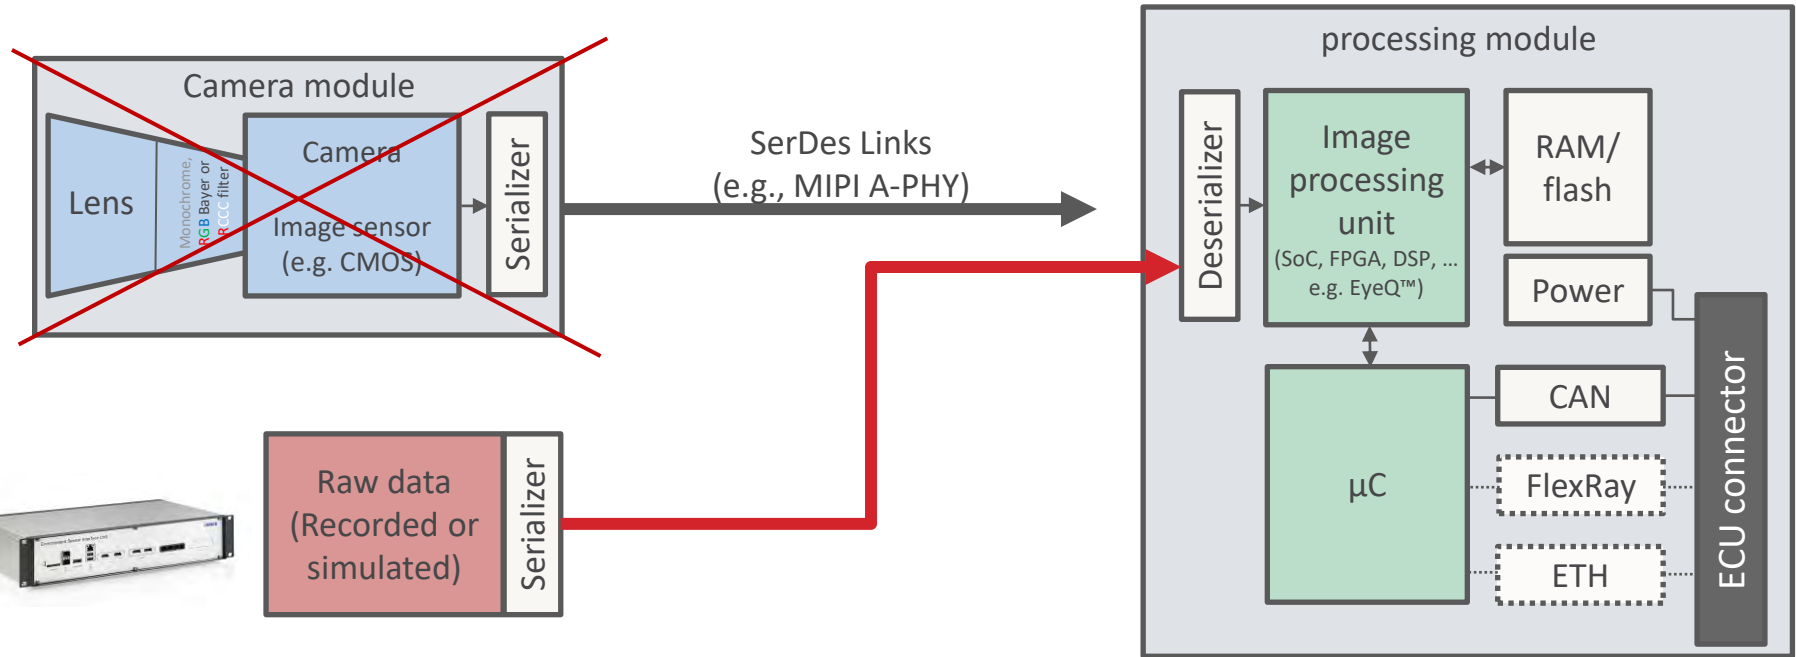 Camera module
Lens
Monochrome,
RGB Bayer or
RCCC filter
Camera
Image sensor
(e.g. CMOS)
Serializer
SerDes Links
(e.g., MIPI A-PHY)
processing module
Deserializer
Image
processing
unit
(SoC, FPGA, DSP, ...
e.g. EyeQ™)
RAM/
flash
Power
µC
CAN
FlexRay
ETH
ECU connector
Raw data
(Recorded or
simulated)
Serializer